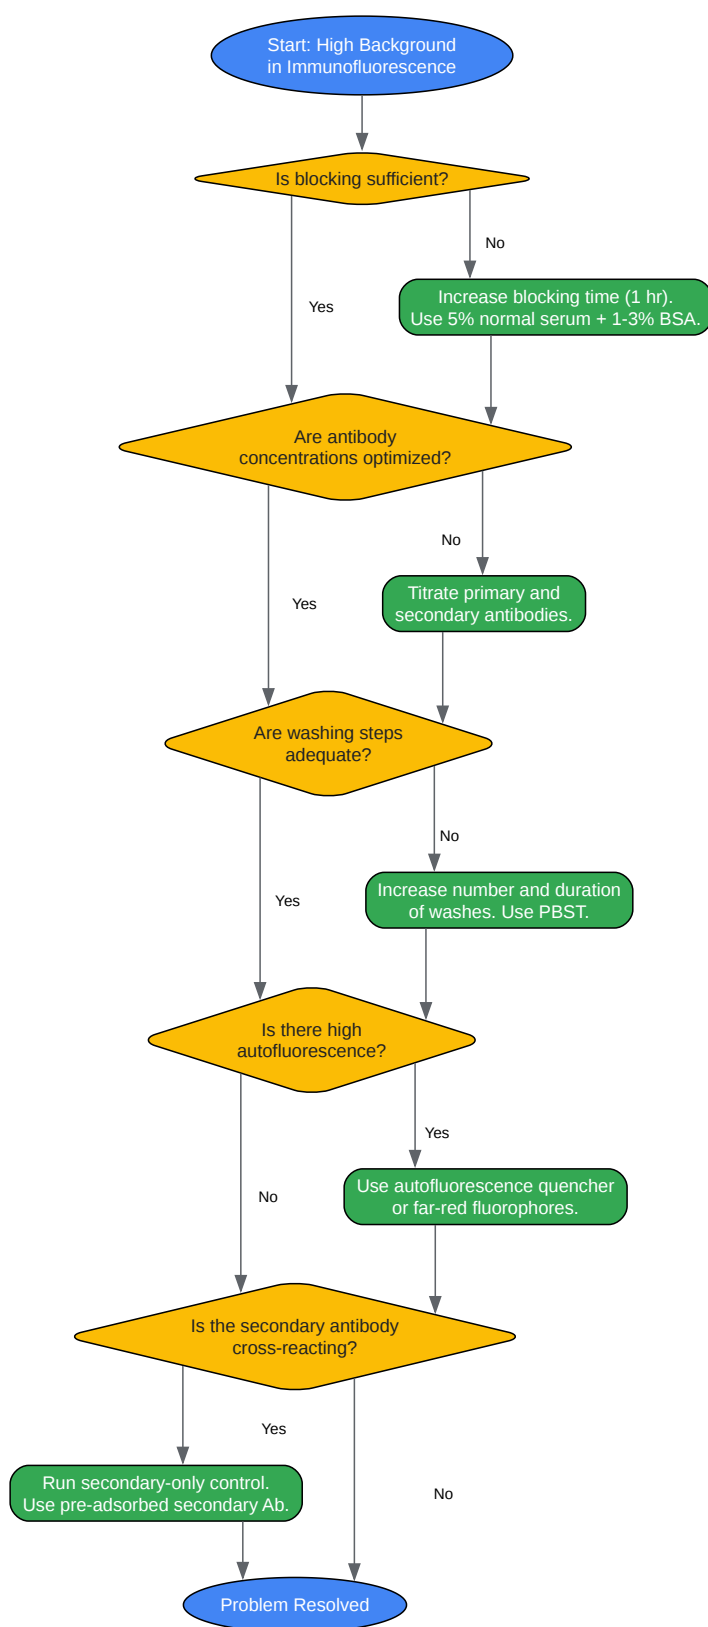 Start: High Background
in Immunofluorescence
Is blocking sufficient?
No
Yes
Increase blocking time (1 hr).
Use 5% normal serum + 1-3% BSA.
Are antibody
concentrations optimized?
No
Yes
Titrate primary and
secondary antibodies.
Are washing steps
adequate?
No
Yes
Increase number and duration
of washes. Use PBST.
Is there high
autofluorescence?
Yes
No
Use autofluorescence quencher
or far-red fluorophores.
Is the secondary antibody
cross-reacting?
Yes
No
Run secondary-only control.
Use pre-adsorbed secondary Ab.
Problem Resolved